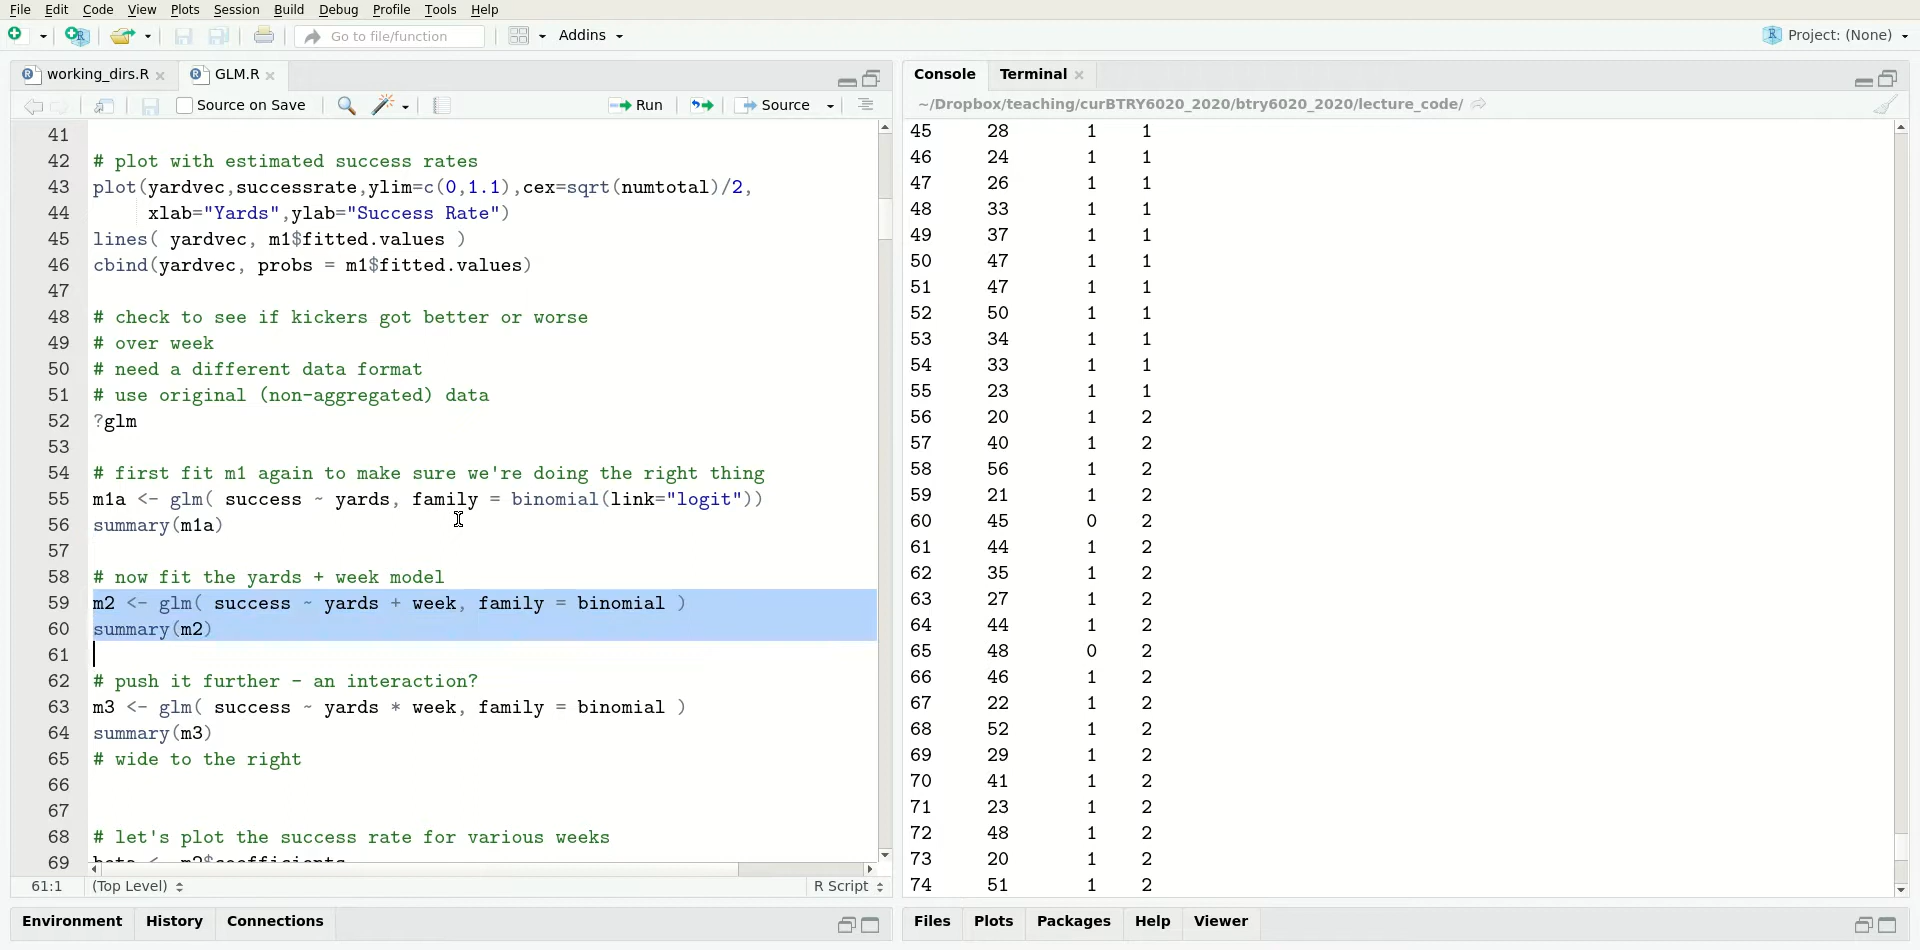 File Edit Code View Plots Session Build Debug Profile Tools Help
Go to file/function Addins Project: (None)
working_dirs.R GLM.R
Source on Save Run Source
41
42 # plot with estimated success rates
43 plot(yardvec,successrate,ylim=c(0,1.1),cex=sqrt(numtotal)/2,
44 xlab="Yards",ylab="Success Rate")
45 lines( yardvec, m1$fitted.values )
46 cbind(yardvec, probs = m1$fitted.values)
47
48 # check to see if kickers got better or worse
49 # over week
50 # need a different data format
51 # use original (non-aggregated) data
52 ?glm
53
54 # first fit m1 again to make sure we're doing the right thing
55 m1a <- glm( success ~ yards, family = binomial(link="logit"))
56 summary(m1a)
57
58 # now fit the yards + week model
59 m2 <- glm( success ~ yards + week, family = binomial )
60 summary(m2)
61
62 # push it further - an interaction?
63 m3 <- glm( success ~ yards * week, family = binomial )
64 summary(m3)
65 # wide to the right
66
67
68 # let's plot the success rate for various weeks
69 beta <- m2$coefficients
61:1 (Top Level) R Script
Environment History Connections
Console Terminal
~/Dropbox/teaching/curBTRY6020_2020/btry6020_2020/lecture_code/
45 28 1 1
46 24 1 1
47 26 1 1
48 33 1 1
49 37 1 1
50 47 1 1
51 47 1 1
52 50 1 1
53 34 1 1
54 33 1 1
55 23 1 1
56 20 1 2
57 40 1 2
58 56 1 2
59 21 1 2
60 45 0 2
61 44 1 2
62 35 1 2
63 27 1 2
64 44 1 2
65 48 0 2
66 46 1 2
67 22 1 2
68 52 1 2
69 29 1 2
70 41 1 2
71 23 1 2
72 48 1 2
73 20 1 2
74 51 1 2
Files Plots Packages Help Viewer